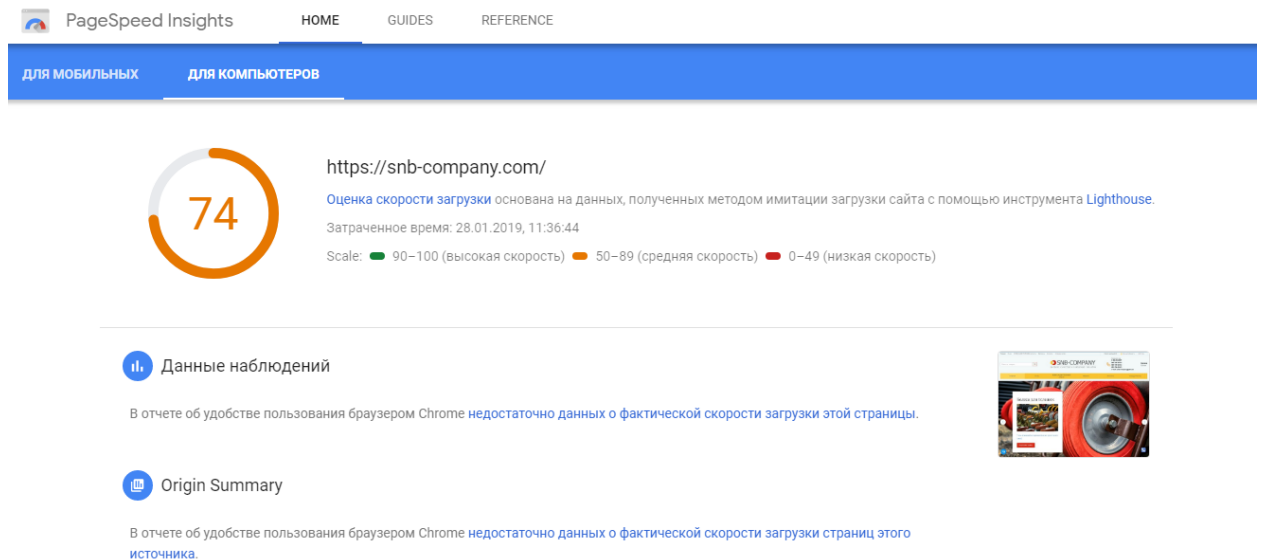 PageSpeed Insights
HOME
GUIDES
REFERENCE
ДЛЯ МОБИЛЬНЫХ
ДЛЯ КОМПЬЮТЕРОВ
74
https://snb-company.com/
Оценка скорости загрузки основана на данных, полученных методом имитации загрузки сайта с помощью инструмента Lighthouse.
Затраченное время: 28.01.2019, 11:36:44
Scale: 90–100 (высокая скорость) 50–89 (средняя скорость) 0–49 (низкая скорость)
Данные наблюдений
В отчете об удобстве пользования браузером Chrome недостаточно данных о фактической скорости загрузки этой страницы.
SNB-COMPANY
Origin Summary
В отчете об удобстве пользования браузером Chrome недостаточно данных о фактической скорости загрузки страниц этого
источника.